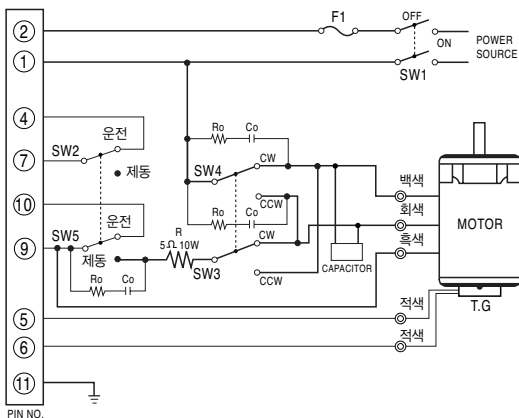 F1
OFF
ON
POWER
SOURCE
SW1
2
1
4
7
10
9
5
6
11
PIN NO.
운전
SW2
제동
운전
SW5
제동
Ro
Co
R
5Ω 10W
Ro
Co
SW4
CW
CCW
Ro
Co
CW
SW3
CCW
CAPACITOR
백색
회색
흑색
MOTOR
T.G
적색
적색